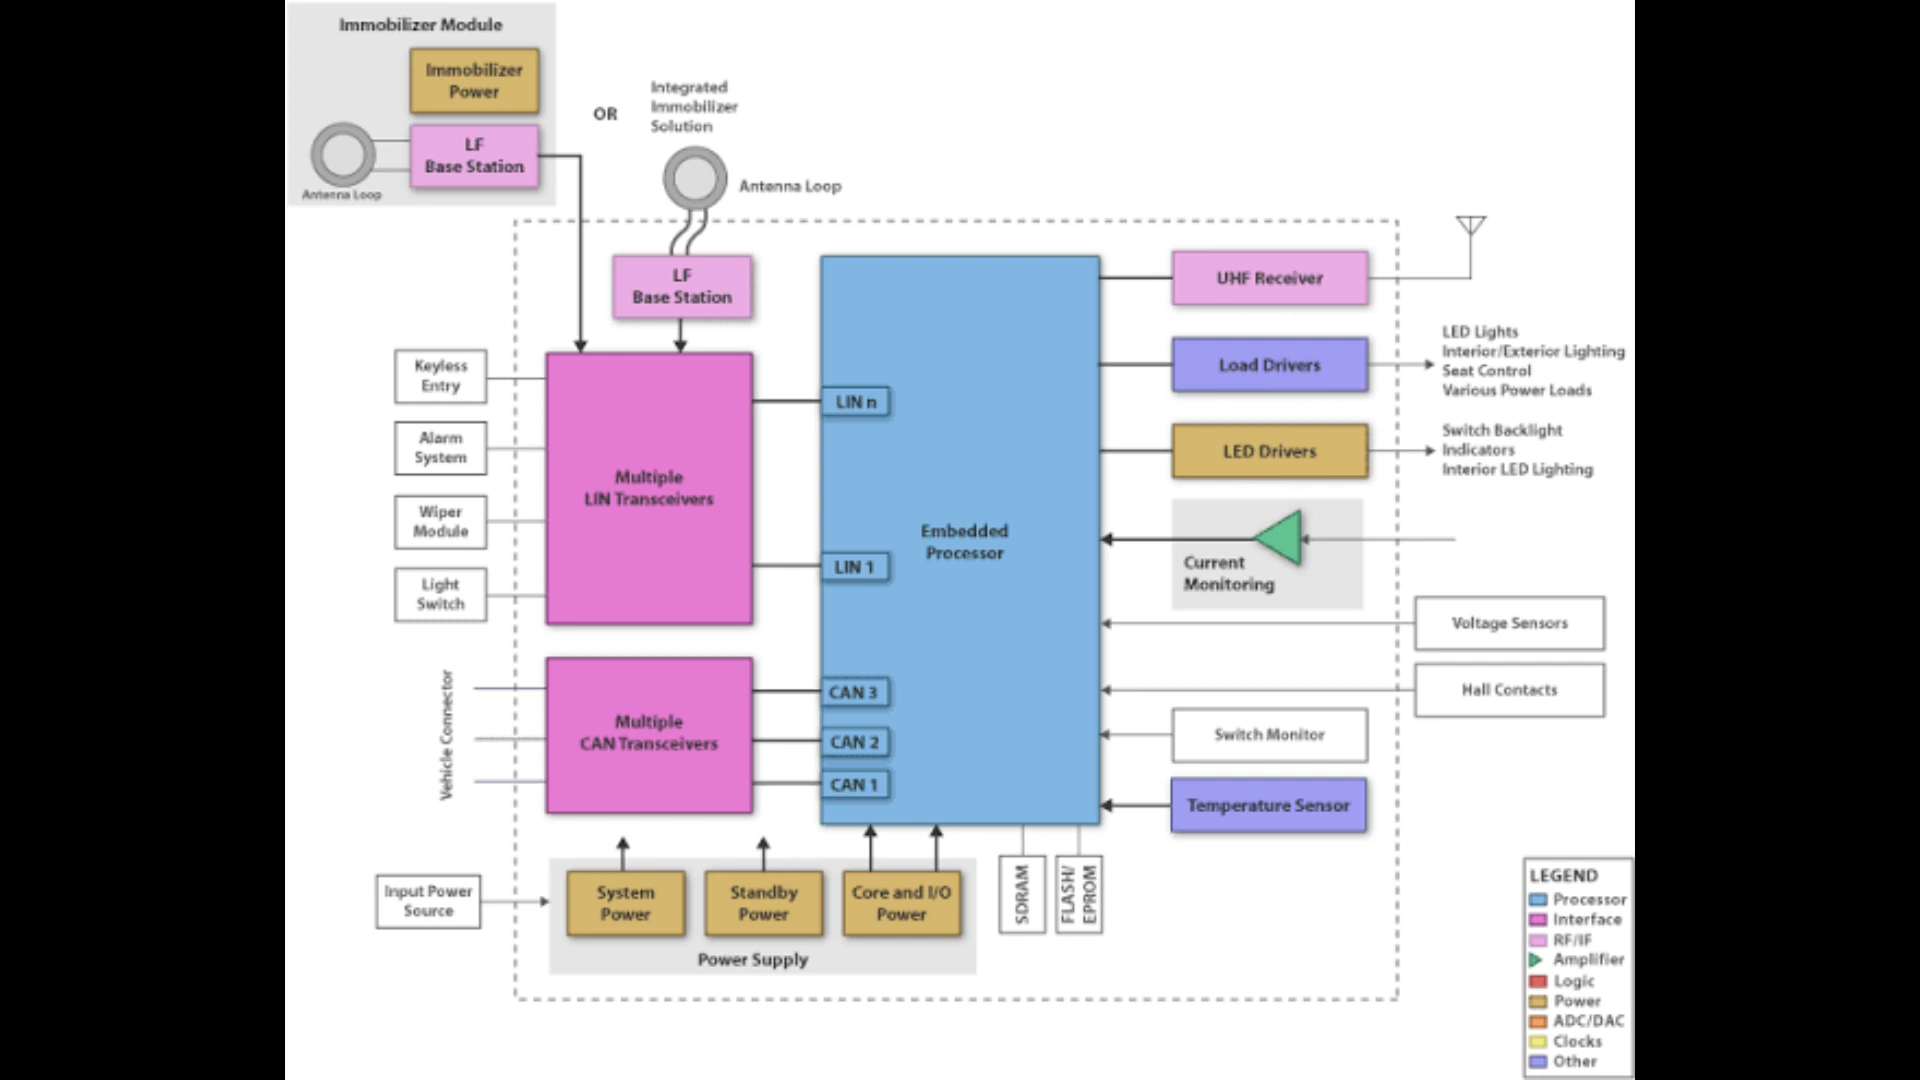 Immobilizer Module
Immobilizer
Power
LF
Base Station
Antenna Loop
OR
Integrated
Immobilizer
Solution
Antenna Loop
LF
Base Station
Keyless
Entry
Alarm
System
Wiper
Module
Light
Switch
Multiple
LIN Transceivers
LIN n
LIN 1
Embedded
Processor
UHF Receiver
Load Drivers
LED Lights
Interior/Exterior Lighting
Seat Control
Various Power Loads
LED Drivers
Switch Backlight
Indicators
Interior LED Lighting
Current
Monitoring
Voltage Sensors
Hall Contacts
Switch Monitor
Temperature Sensor
Vehicle Connector
Multiple
CAN Transceivers
CAN 3
CAN 2
CAN 1
Input Power
Source
System
Power
Standby
Power
Core and I/O
Power
Power Supply
SDRAM
FLASH/
EPROM
LEGEND
Processor
Interface
RF/IF
Amplifier
Logic
Power
ADC/DAC
Clocks
Other